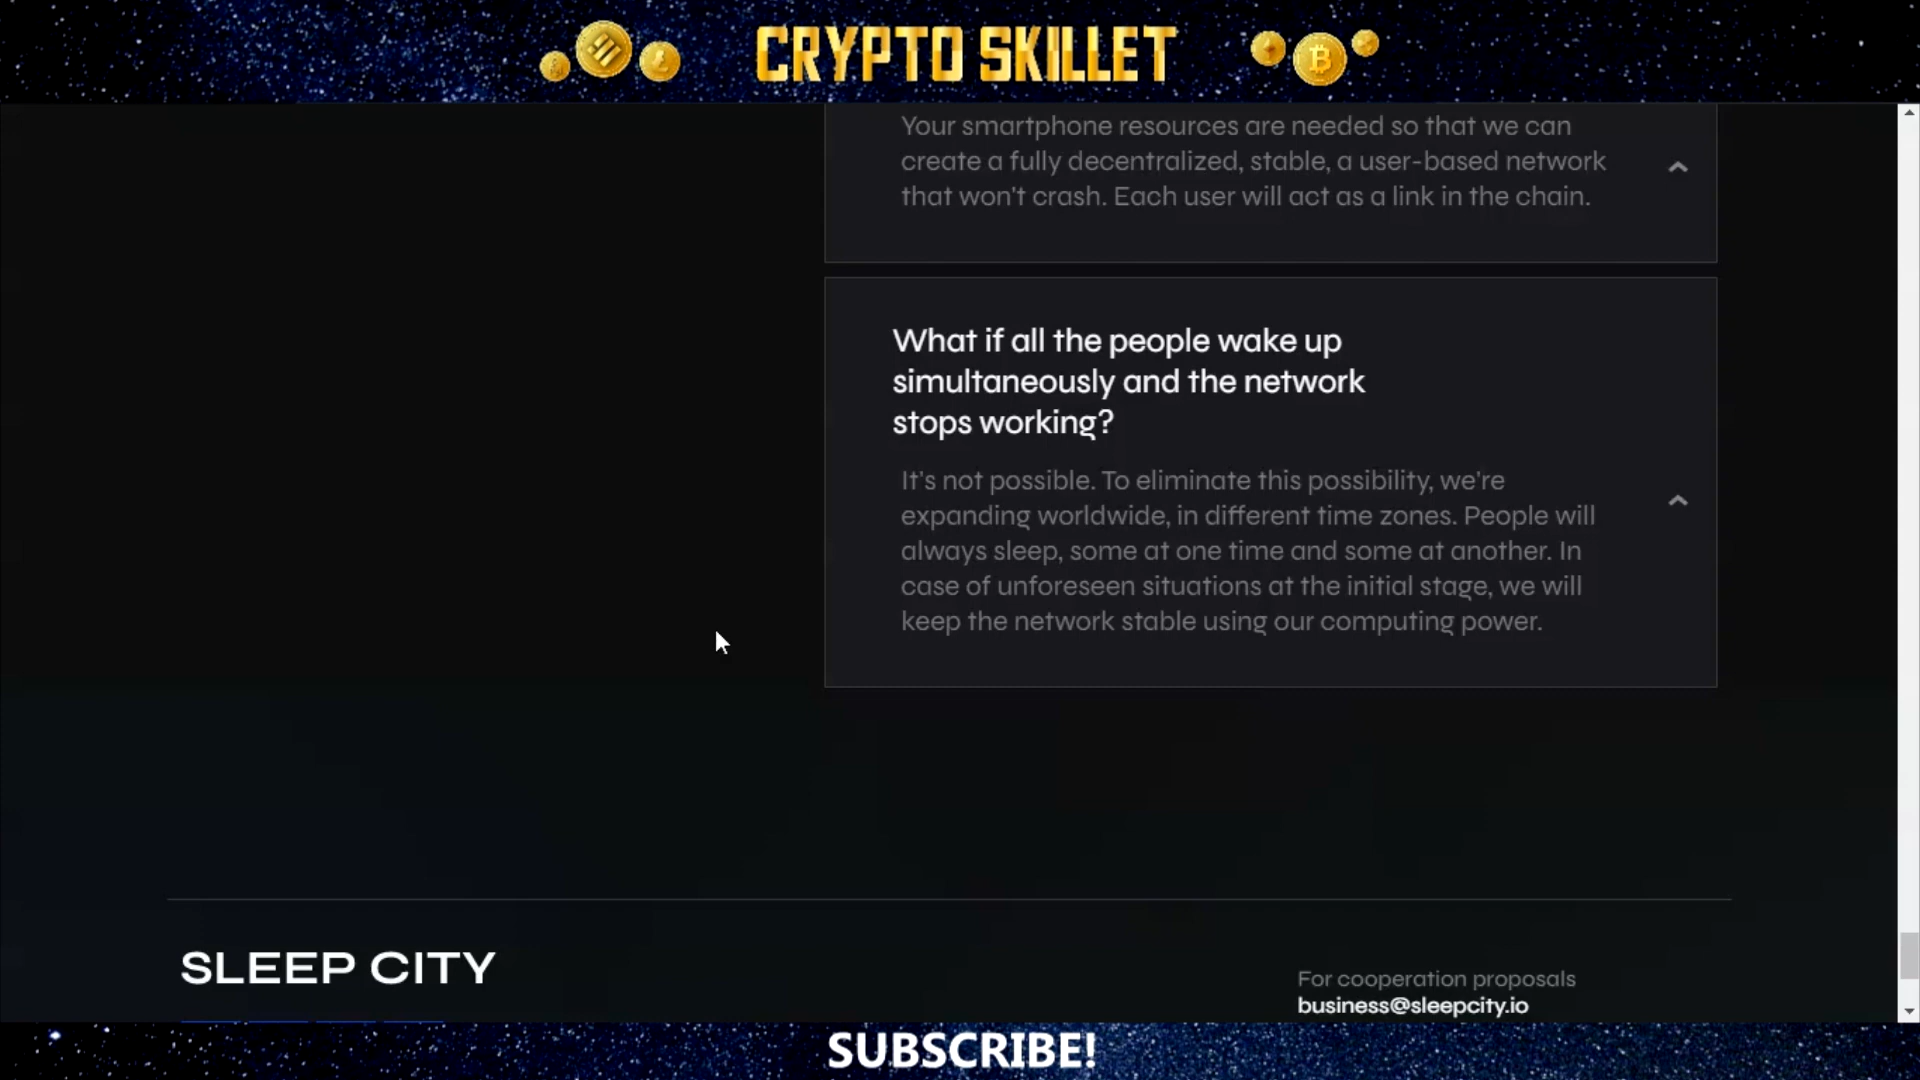 CRYPTO SKILLET
Your smartphone resources are needed so that we can
create a fully decentralized, stable, a user-based network
that won't crash. Each user will act as a link in the chain.
What if all the people wake up
simultaneously and the network
stops working?
It's not possible. To eliminate this possibility, we're
expanding worldwide, in different time zones. People will
always sleep, some at one time and some at another. In
case of unforeseen situations at the initial stage, we will
keep the network stable using our computing power.
SLEEP CITY
For cooperation proposals
business@sleepcity.io
SUBSCRIBE!